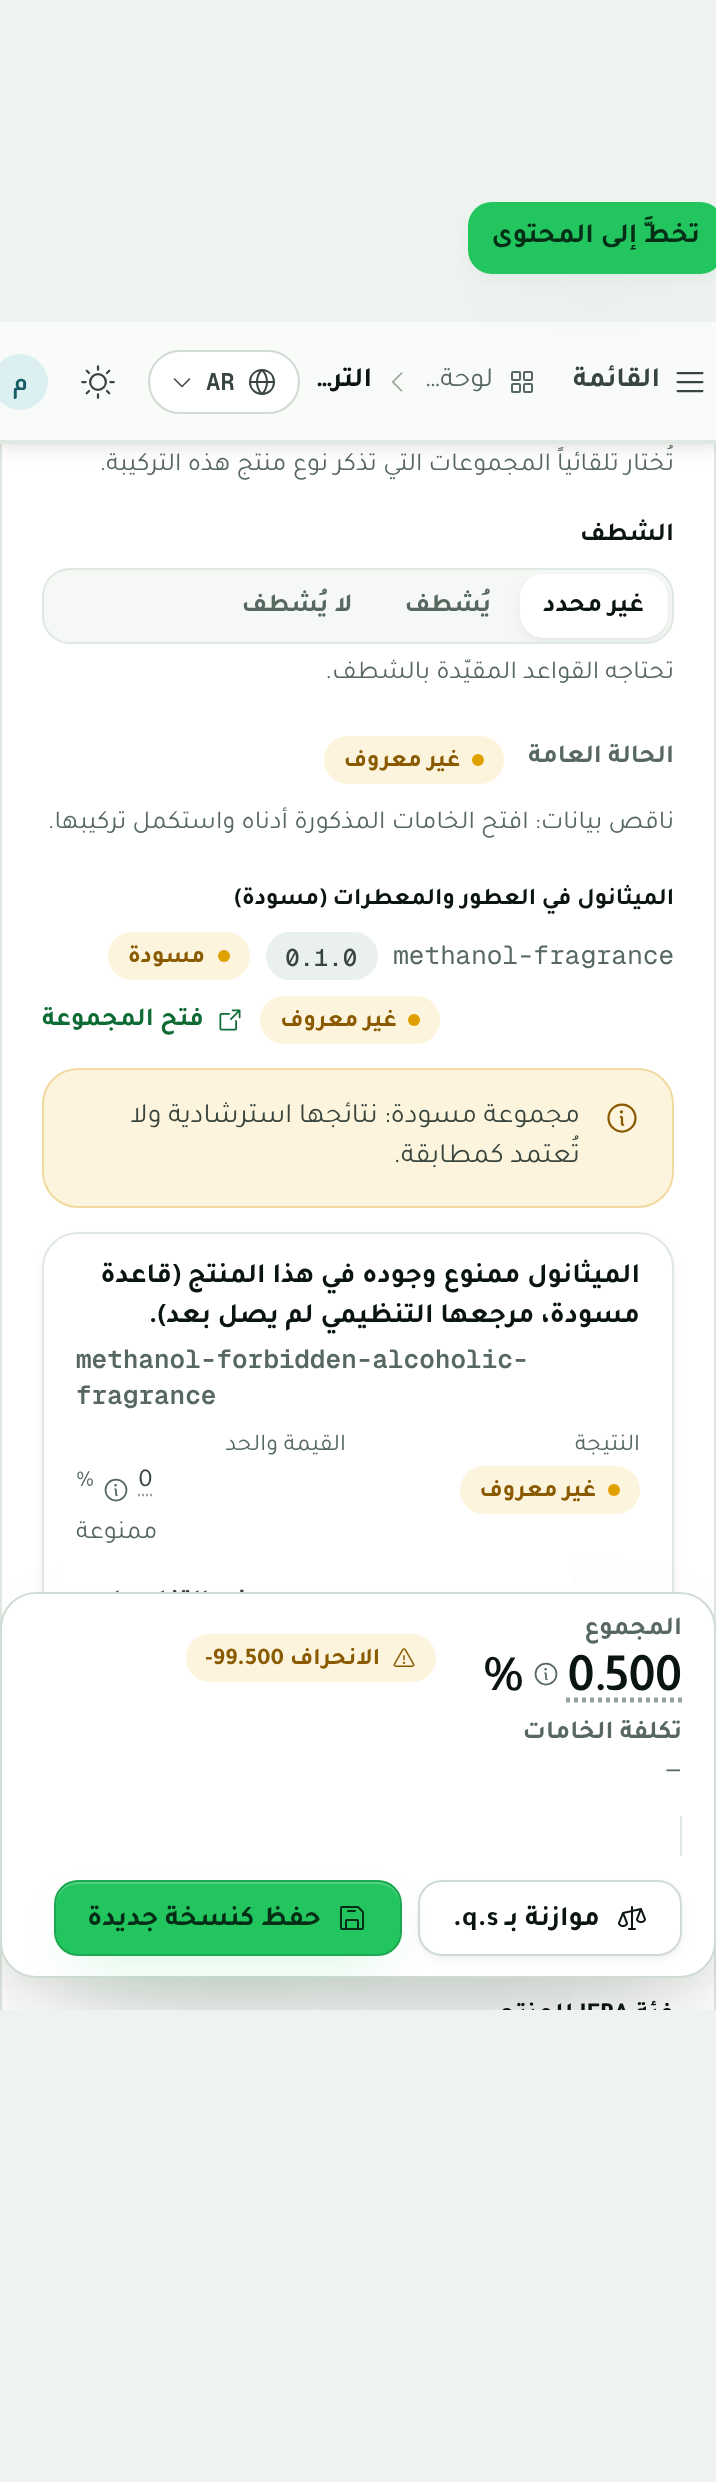 تخطَّ إلى المحتوى
القائمة
لوحة...
التر...
AR
م
تُختار تلقائياً المجموعات التي تذكر نوع منتج هذه التركيبة.
الشطف
غير محدد
يُشطف
لا يُشطف
تحتاجه القواعد المقيّدة بالشطف.
الحالة العامة
غير معروف
ناقص بيانات: افتح الخامات المذكورة أدناه واستكمل تركيبها.
الميثانول في العطور والمعطرات (مسودة)
methanol-fragrance
0.1.0
مسودة
غير معروف
فتح المجموعة
مجموعة مسودة: نتائجها استرشادية ولا
تُعتمد كمطابقة.
الميثانول ممنوع وجوده في هذا المنتج (قاعدة
مسودة، مرجعها التنظيمي لم يصل بعد).
methanol-forbidden-alcoholic-
fragrance
النتيجة
القيمة والحد
غير معروف
0 %
ممنوعة
المجموع
0.500 %
الانحراف 99.500-
تكلفة الخامات
—
موازنة بـ q.s.
حفظ كنسخة جديدة